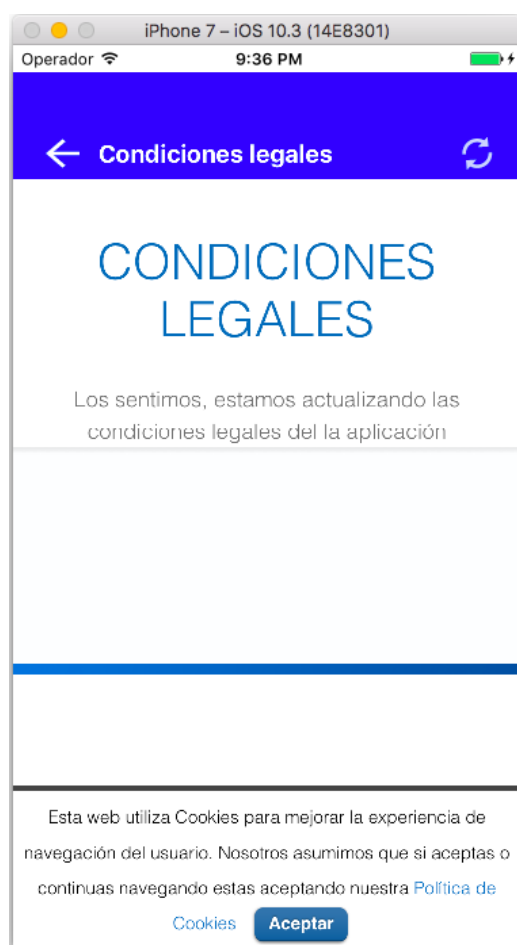 iPhone 7 – iOS 10.3 (14E8301)
Operador 9:36 PM
Condiciones legales
CONDICIONES
LEGALES
Los sentimos, estamos actualizando las
condiciones legales del la aplicación
Esta web utiliza Cookies para mejorar la experiencia de
navegación del usuario. Nosotros asumimos que si aceptas o
continuas navegando estas aceptando nuestra Política de
Cookies Aceptar